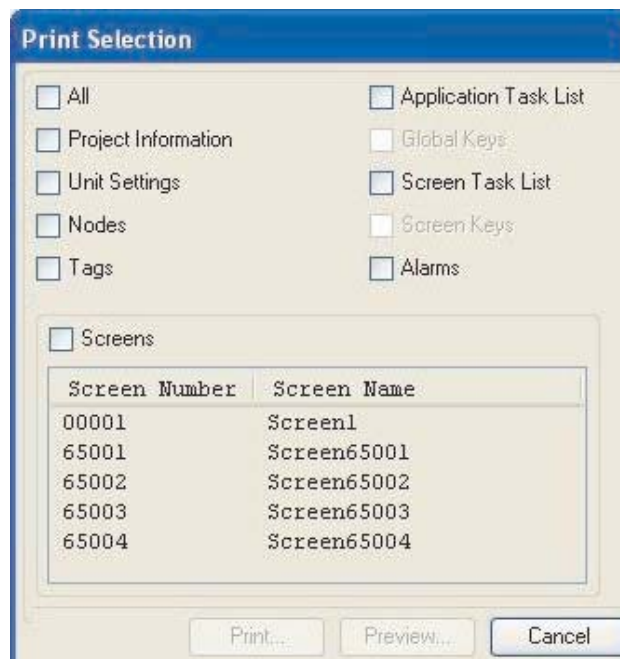 Print Selection
All
Application Task List
Project Information
Global Keys
Unit Settings
Screen Task List
Nodes
Screen Keys
Tags
Alarms
Screens
Screen Number Screen Name
00001 Screen1
65001 Screen65001
65002 Screen65002
65003 Screen65003
65004 Screen65004
Print... Preview... Cancel